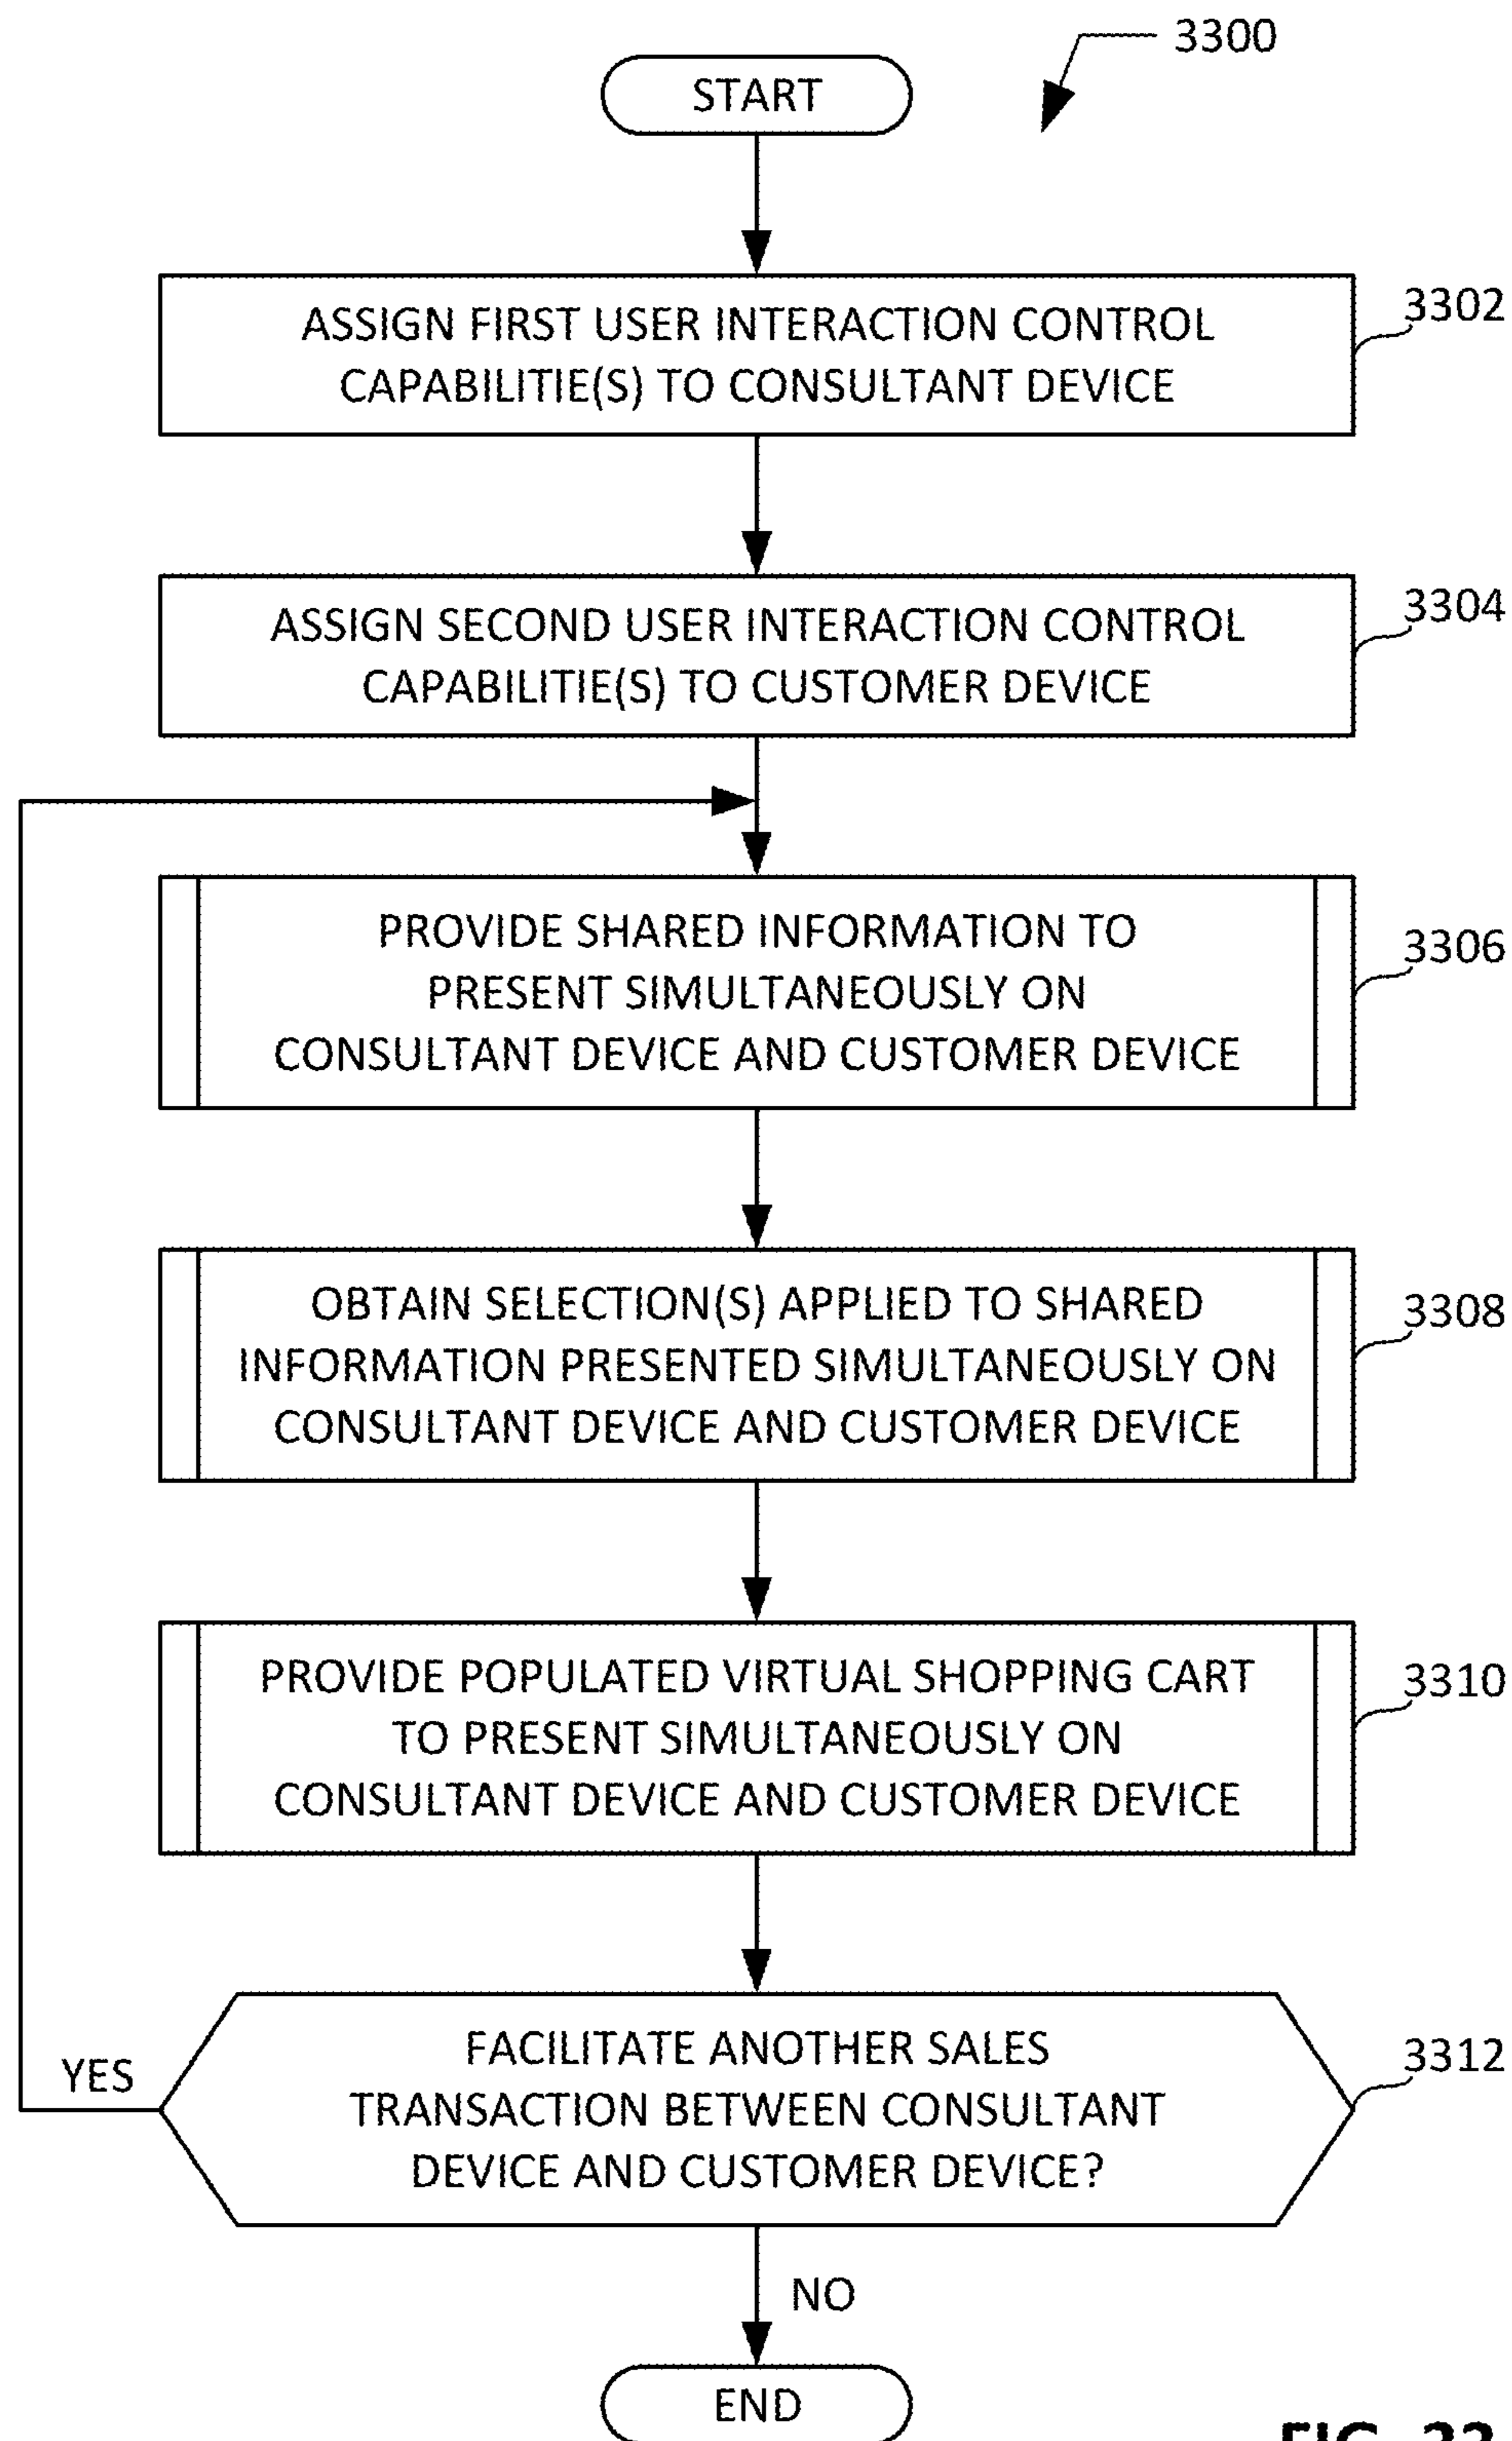 3300
START
ASSIGN FIRST USER INTERACTION CONTROL
CAPABILITIE(S) TO CONSULTANT DEVICE
3302
ASSIGN SECOND USER INTERACTION CONTROL
CAPABILITIE(S) TO CUSTOMER DEVICE
3304
PROVIDE SHARED INFORMATION TO
PRESENT SIMULTANEOUSLY ON
CONSULTANT DEVICE AND CUSTOMER DEVICE
3306
OBTAIN SELECTION(S) APPLIED TO SHARED
INFORMATION PRESENTED SIMULTANEOUSLY ON
CONSULTANT DEVICE AND CUSTOMER DEVICE
3308
PROVIDE POPULATED VIRTUAL SHOPPING CART
TO PRESENT SIMULTANEOUSLY ON
CONSULTANT DEVICE AND CUSTOMER DEVICE
3310
FACILITATE ANOTHER SALES
TRANSACTION BETWEEN CONSULTANT
DEVICE AND CUSTOMER DEVICE?
3312
YES
NO
END
FIG. 33